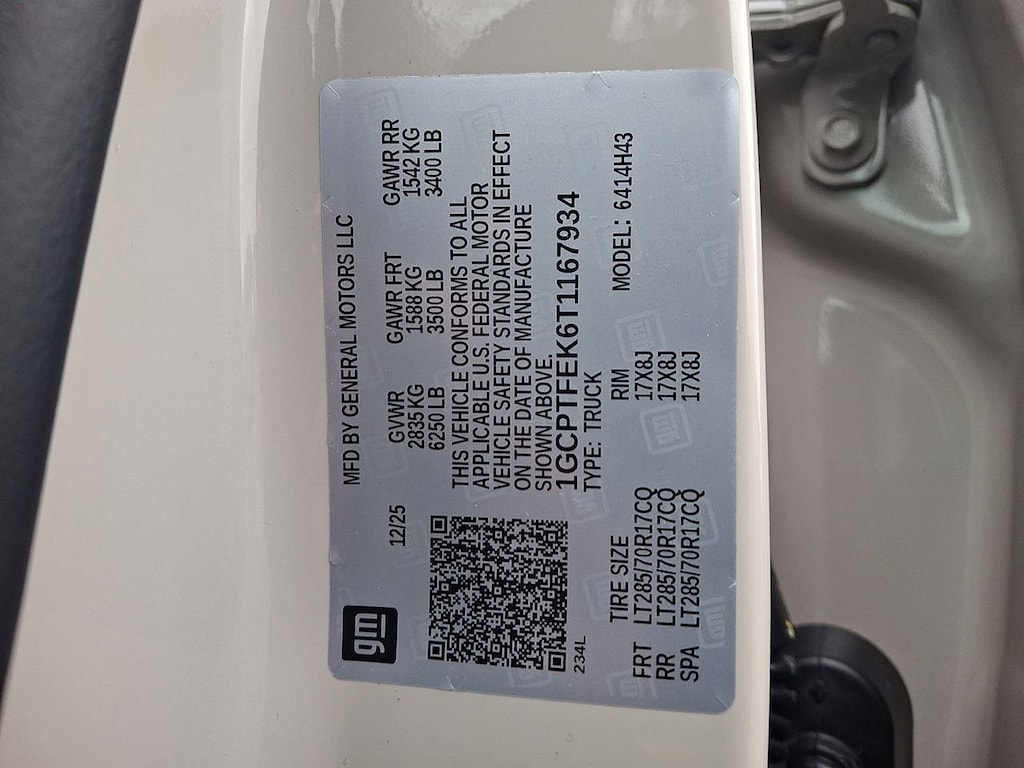 gm
MFD BY GENERAL MOTORS LLC
12/25 GVWR GAWR FRT GAWR RR
2835 KG 1588 KG 1542 KG
6250 LB 3500 LB 3400 LB
THIS VEHICLE CONFORMS TO ALL
APPLICABLE U.S. FEDERAL MOTOR
VEHICLE SAFETY STANDARDS IN EFFECT
ON THE DATE OF MANUFACTURE
SHOWN ABOVE.
1GCPTFEK6T1167934
TYPE: TRUCK
234L
TIRE SIZE RIM MODEL: 6414H43
FRT LT285/70R17CQ 17X8J
RR LT285/70R17CQ 17X8J
SPA LT285/70R17CQ 17X8J